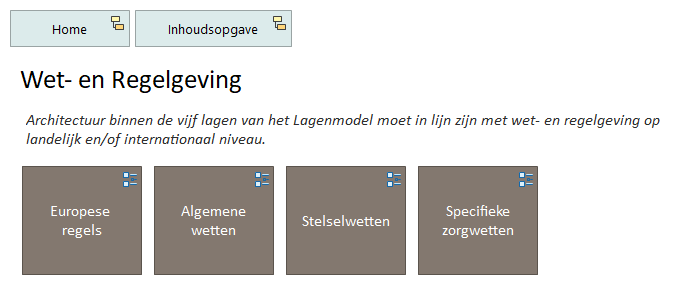 Home
Inhoudsopgave
Wet- en Regelgeving
Architectuur binnen de vijf lagen van het Lagenmodel moet in lijn zijn met wet- en regelgeving op
landelijk en/of internationaal niveau.
Europese
regels
Algemene
wetten
Stelselwetten
Specifieke
zorgwetten